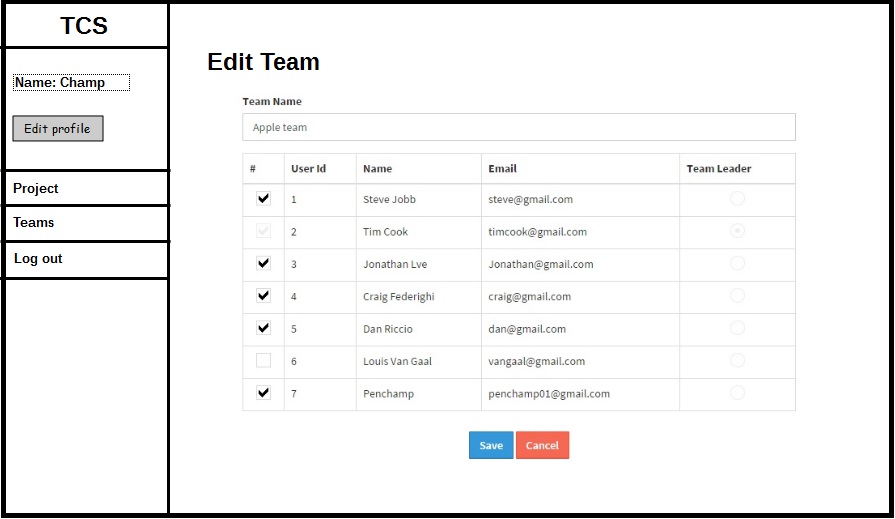 TCS
Name: Champ
Edit profile
Project
Teams
Log out
Edit Team
Team Name
Apple team
# User Id Name Email Team Leader
1 Steve Jobb steve@gmail.com
2 Tim Cook timcook@gmail.com
3 Jonathan Lve Jonathan@gmail.com
4 Craig Federighi craig@gmail.com
5 Dan Riccio dan@gmail.com
6 Louis Van Gaal vangaal@gmail.com
7 Penchamp penchamp01@gmail.com
Save Cancel